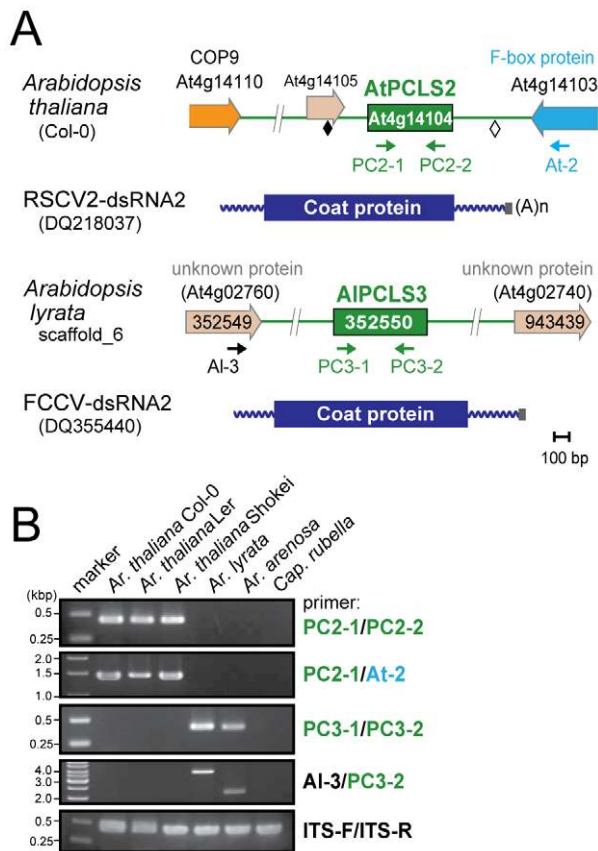 A
COP9
At4g14110
At4g14105
AtPCLS2
At4g14104
F-box protein
At4g14103
Arabidopsis
thaliana
(Col-0)
PC2-1
PC2-2
At-2
RSCV2-dsRNA2
(DQ218037)
Coat protein
(A)n
Arabidopsis
lyrata
scaffold_6
unknown protein
(At4g02760)
352549
AlPCLS3
352550
unknown protein
(At4g02740)
943439
Al-3
PC3-1
PC3-2
FCCV-dsRNA2
(DQ355440)
Coat protein
100 bp
B
marker
Ar. thaliana Col-0
Ar. thaliana Ler
Ar. thaliana Shokei
Ar. lyrata
Ar. arenosa
Cap. rubella
(kbp)
primer:
0.5
0.25
PC2-1/PC2-2
2.0
1.5
1.0
PC2-1/At-2
0.5
0.25
PC3-1/PC3-2
4.0
3.0
2.0
Al-3/PC3-2
0.5
0.25
ITS-F/ITS-R